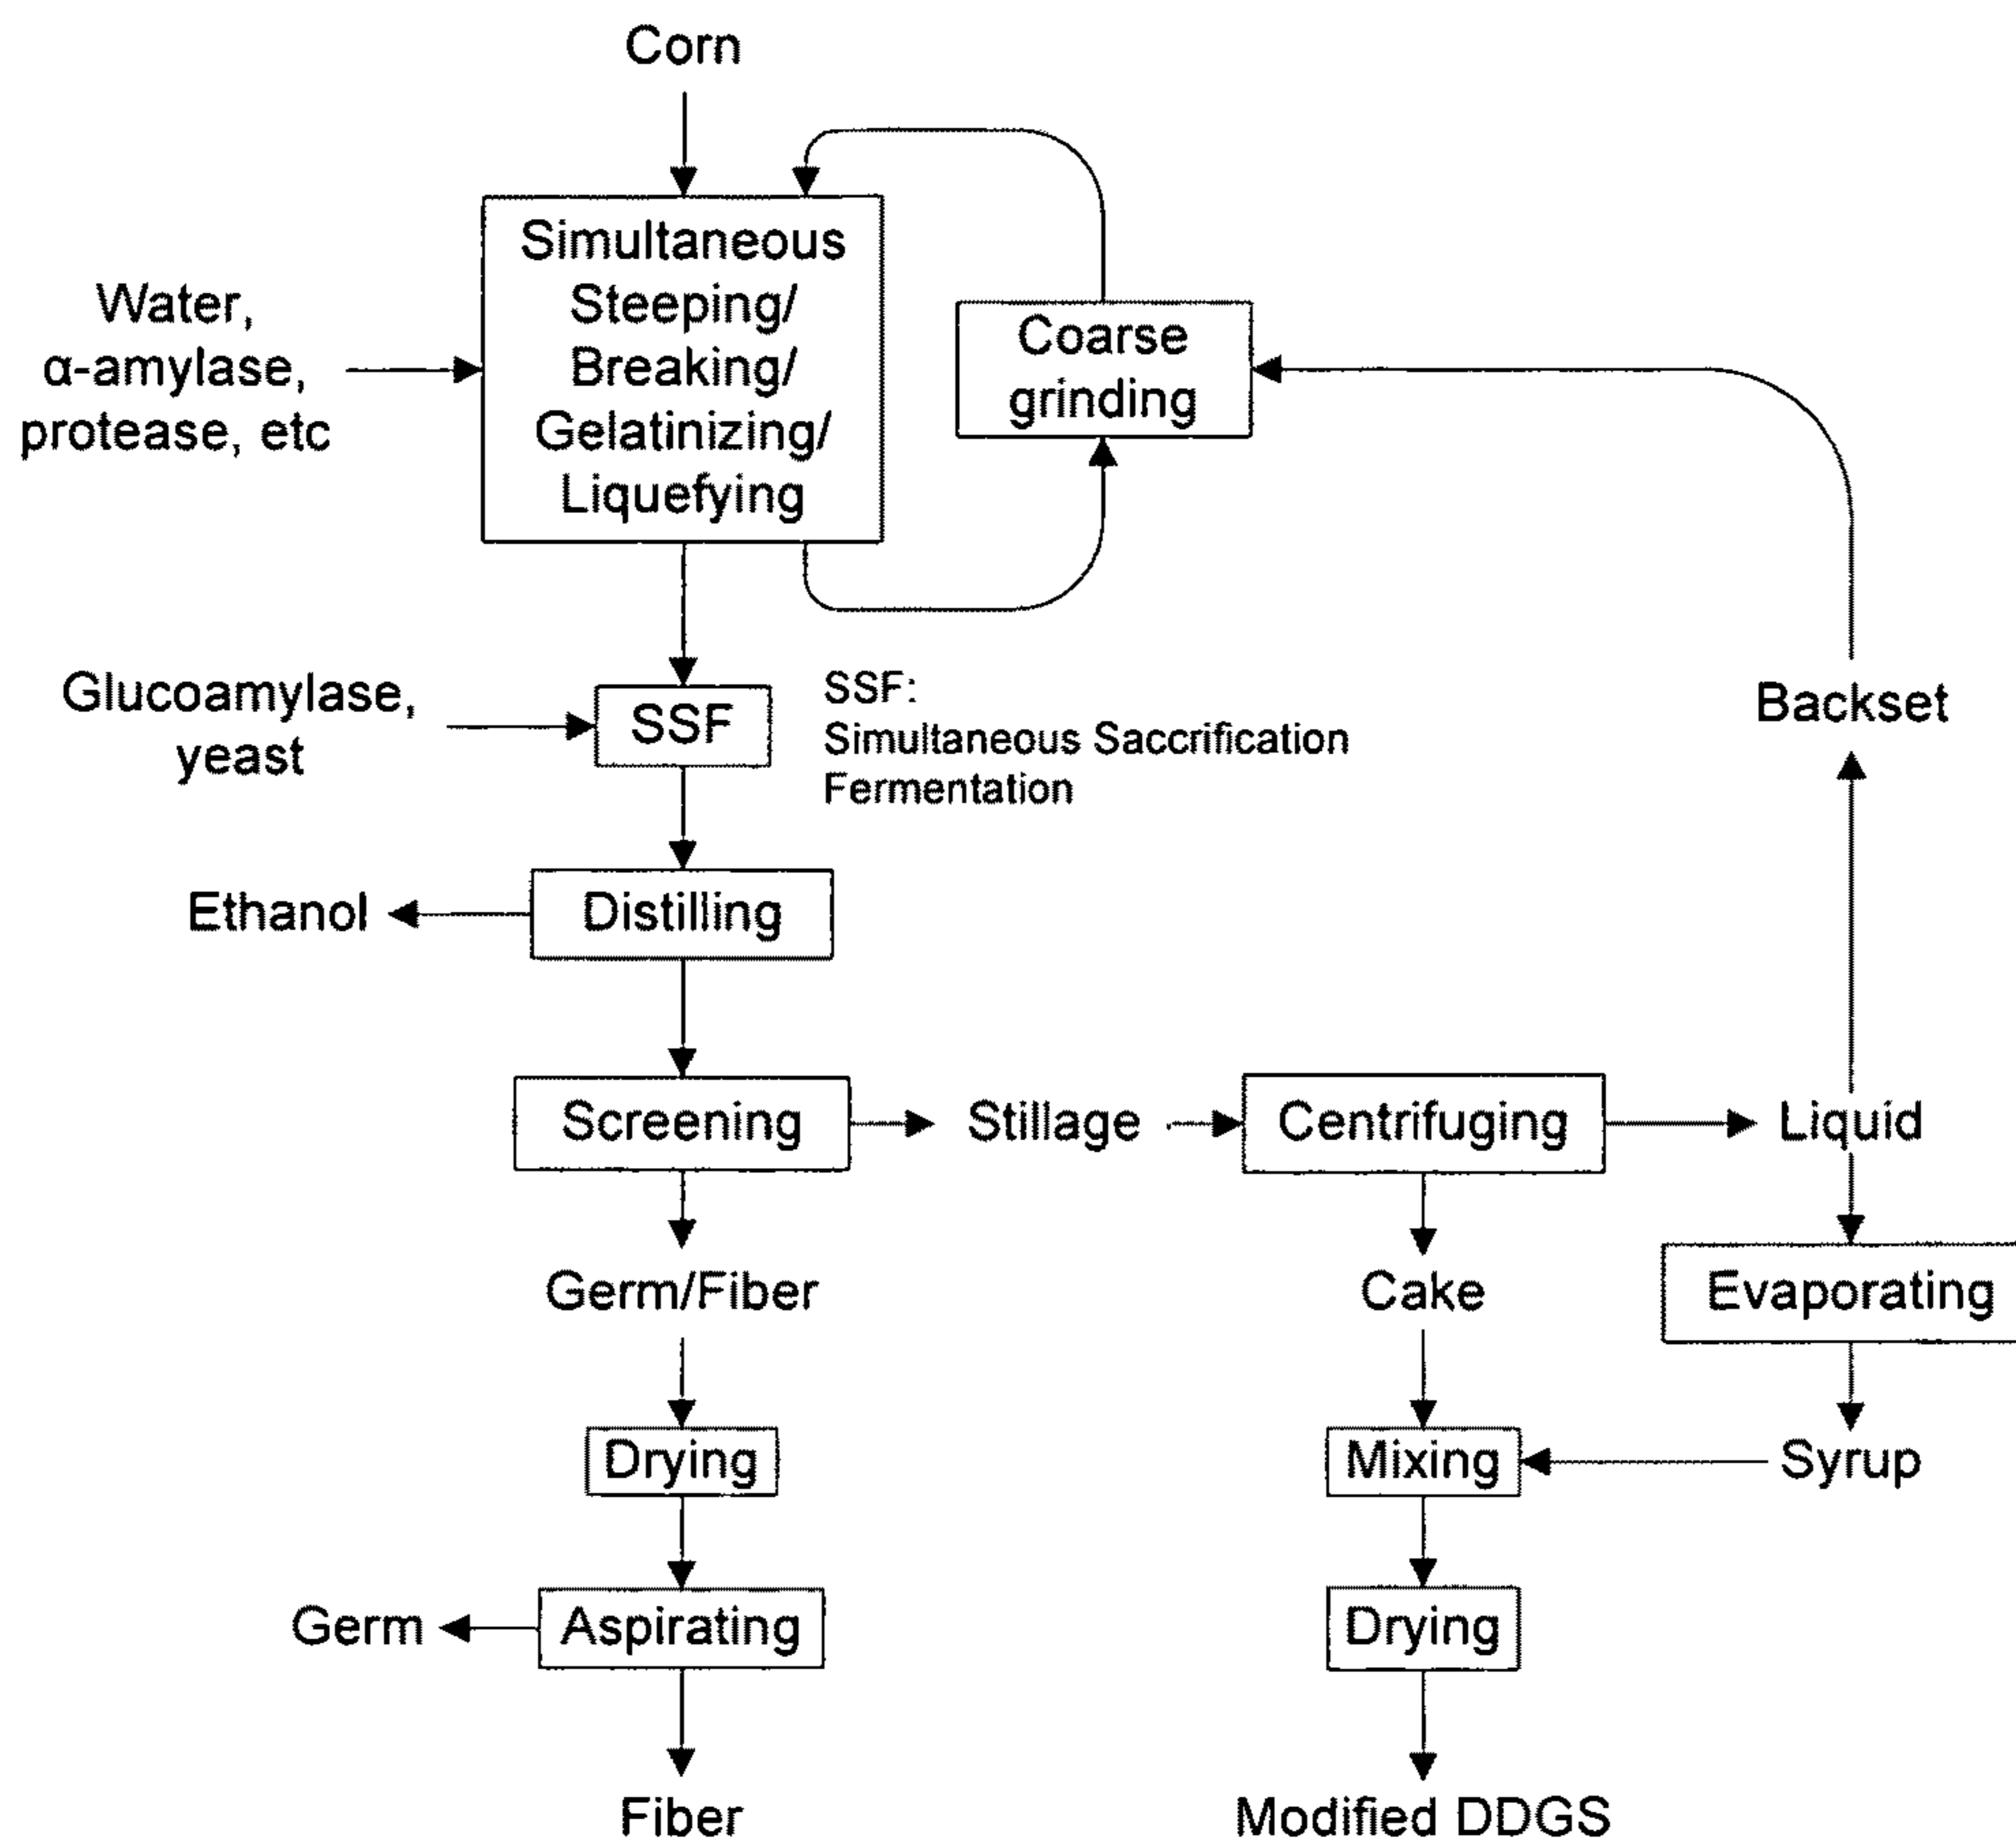 Corn
Simultaneous
Steeping/
Breaking/
Gelatinizing/
Liquefying
Water,
α-amylase,
protease, etc
Coarse
grinding
Glucoamylase,
yeast
SSF
SSF:
Simultaneous Saccrification
Fermentation
Backset
Ethanol
Distilling
Screening
Stillage
Centrifuging
Liquid
Germ/Fiber
Cake
Evaporating
Drying
Mixing
Syrup
Germ
Aspirating
Drying
Fiber
Modified DDGS